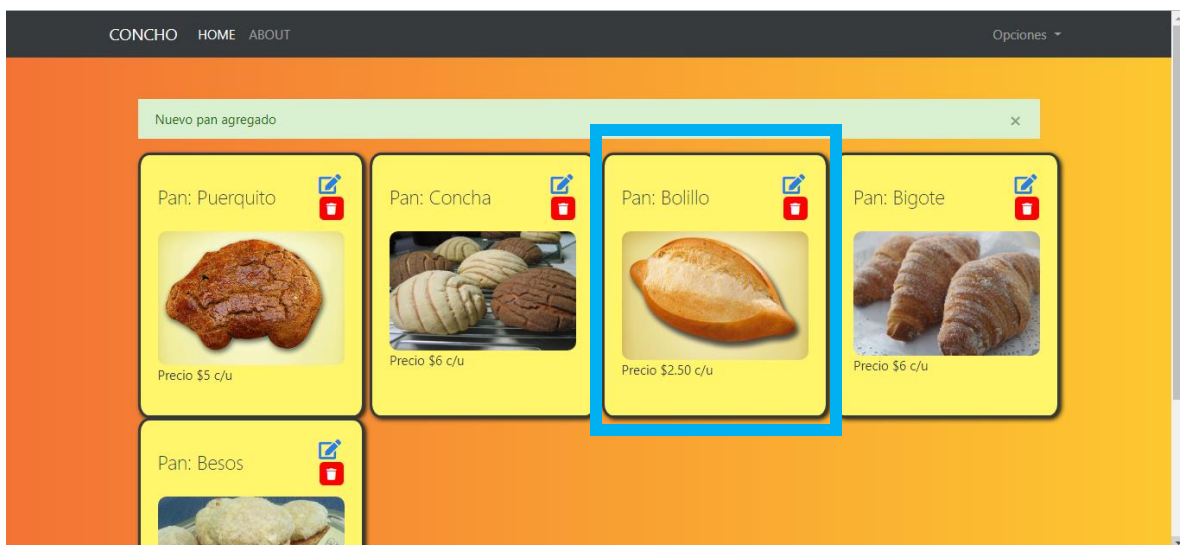 CONCHO HOME ABOUT Opciones
Nuevo pan agregado ×
Pan: Puerquito
Precio $5 c/u
Pan: Concha
Precio $6 c/u
Pan: Bolillo
Precio $2.50 c/u
Pan: Bigote
Precio $6 c/u
Pan: Besos